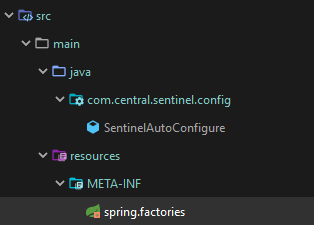 src
main
java
com.central.sentinel.config
SentinelAutoConfigure
resources
META-INF
spring.factories